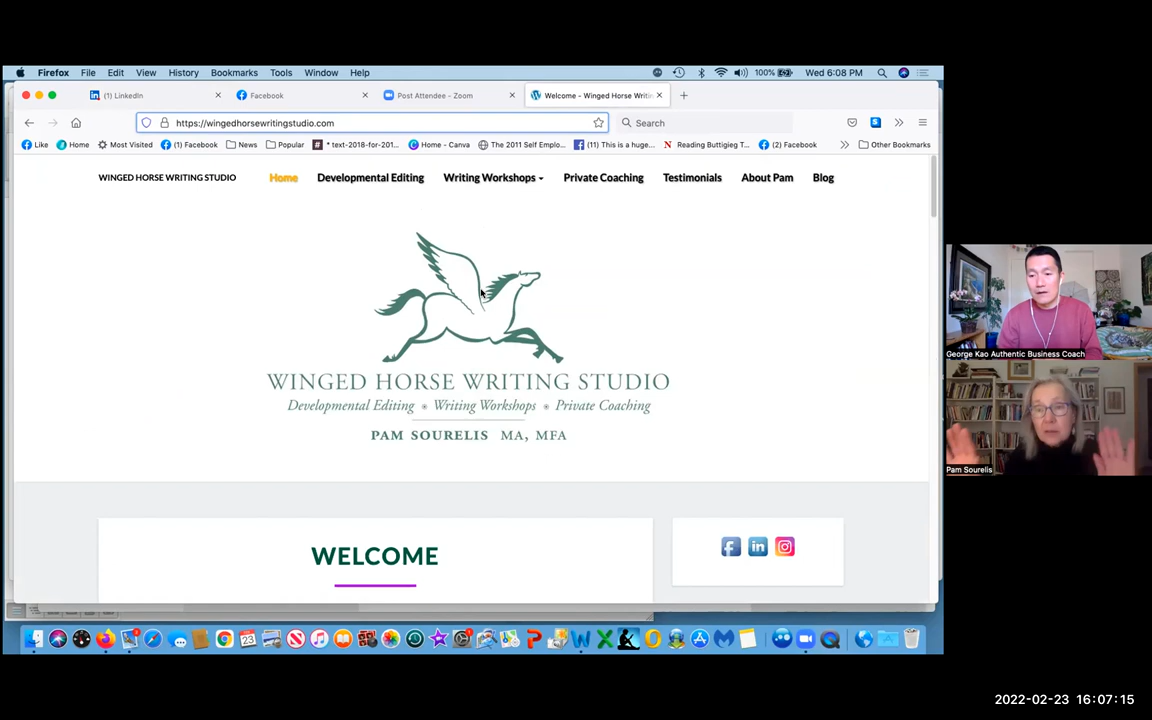 Firefox File Edit View History Bookmarks Tools Window Help 100% Wed 6:08 PM
(1) LinkedIn Facebook Post Attendee - Zoom Welcome - Winged Horse Writin
https://wingedhorsewritingstudio.com Search
Like Home Most Visited (1) Facebook News Popular * text-2018-for-201... Home - Canva The 2011 Self Emplo... (11) This is a huge... Reading Buttigieg T... (2) Facebook Other Bookmarks
WINGED HORSE WRITING STUDIO Home Developmental Editing Writing Workshops Private Coaching Testimonials About Pam Blog
WINGED HORSE WRITING STUDIO
Developmental Editing * Writing Workshops * Private Coaching
PAM SOURELIS MA, MFA
WELCOME
George Kao Authentic Business Coach
Pam Sourelis
2022-02-23 16:07:15